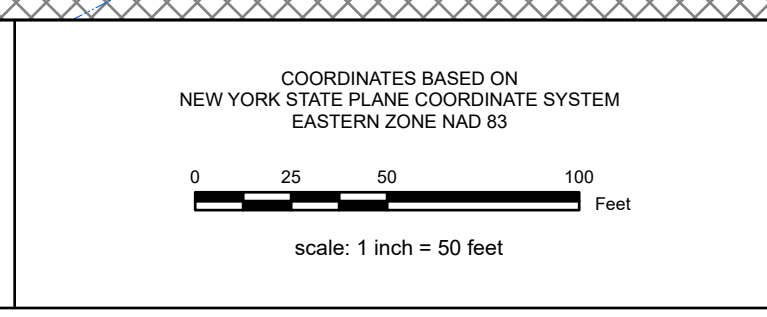 COORDINATES BASED ON
NEW YORK STATE PLANE COORDINATE SYSTEM
EASTERN ZONE NAD 83
0 25 50 100
Feet
scale: 1 inch = 50 feet